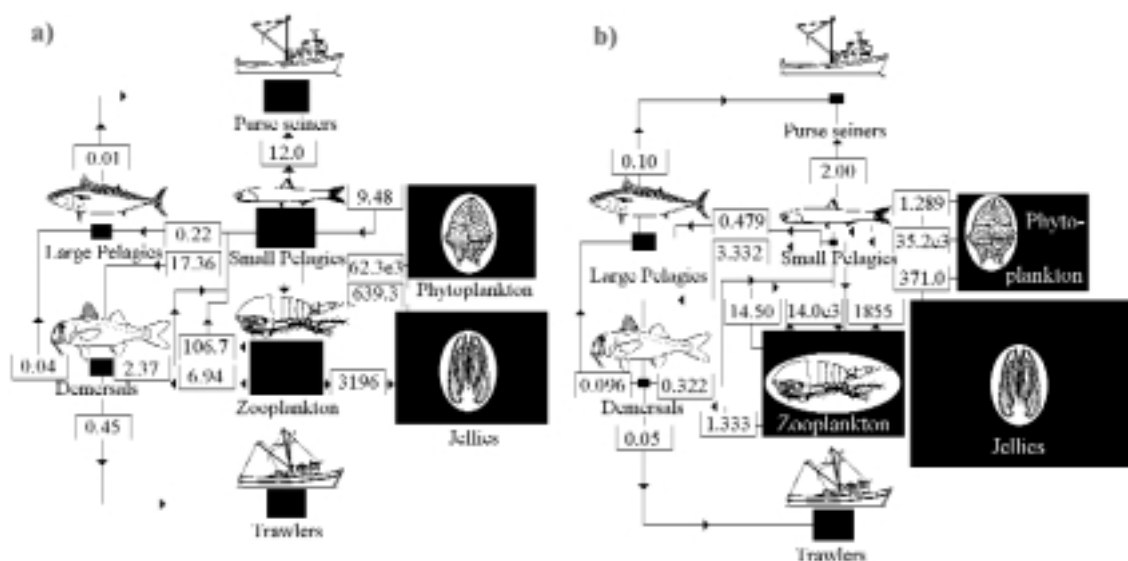 a)
Purse seiners
0.01
12.0
9.48
0.22
Large Pelagics
Small Pelagics
17.36
62.3e3
639.3
Phytoplankton
106.7
0.04
2.37
6.94
3196
Demersals
Zooplankton
Jellies
0.45
Trawlers
b)
Purse seiners
0.10
2.00
1.289
0.479
Phyto-
35.2e3
3.332
Small Pelagics
Large Pelagics
371.0
plankton
14.50
14.0e3
1855
0.096
0.322
Demersals
1.333
Zooplankton
0.05
Jellies
Trawlers